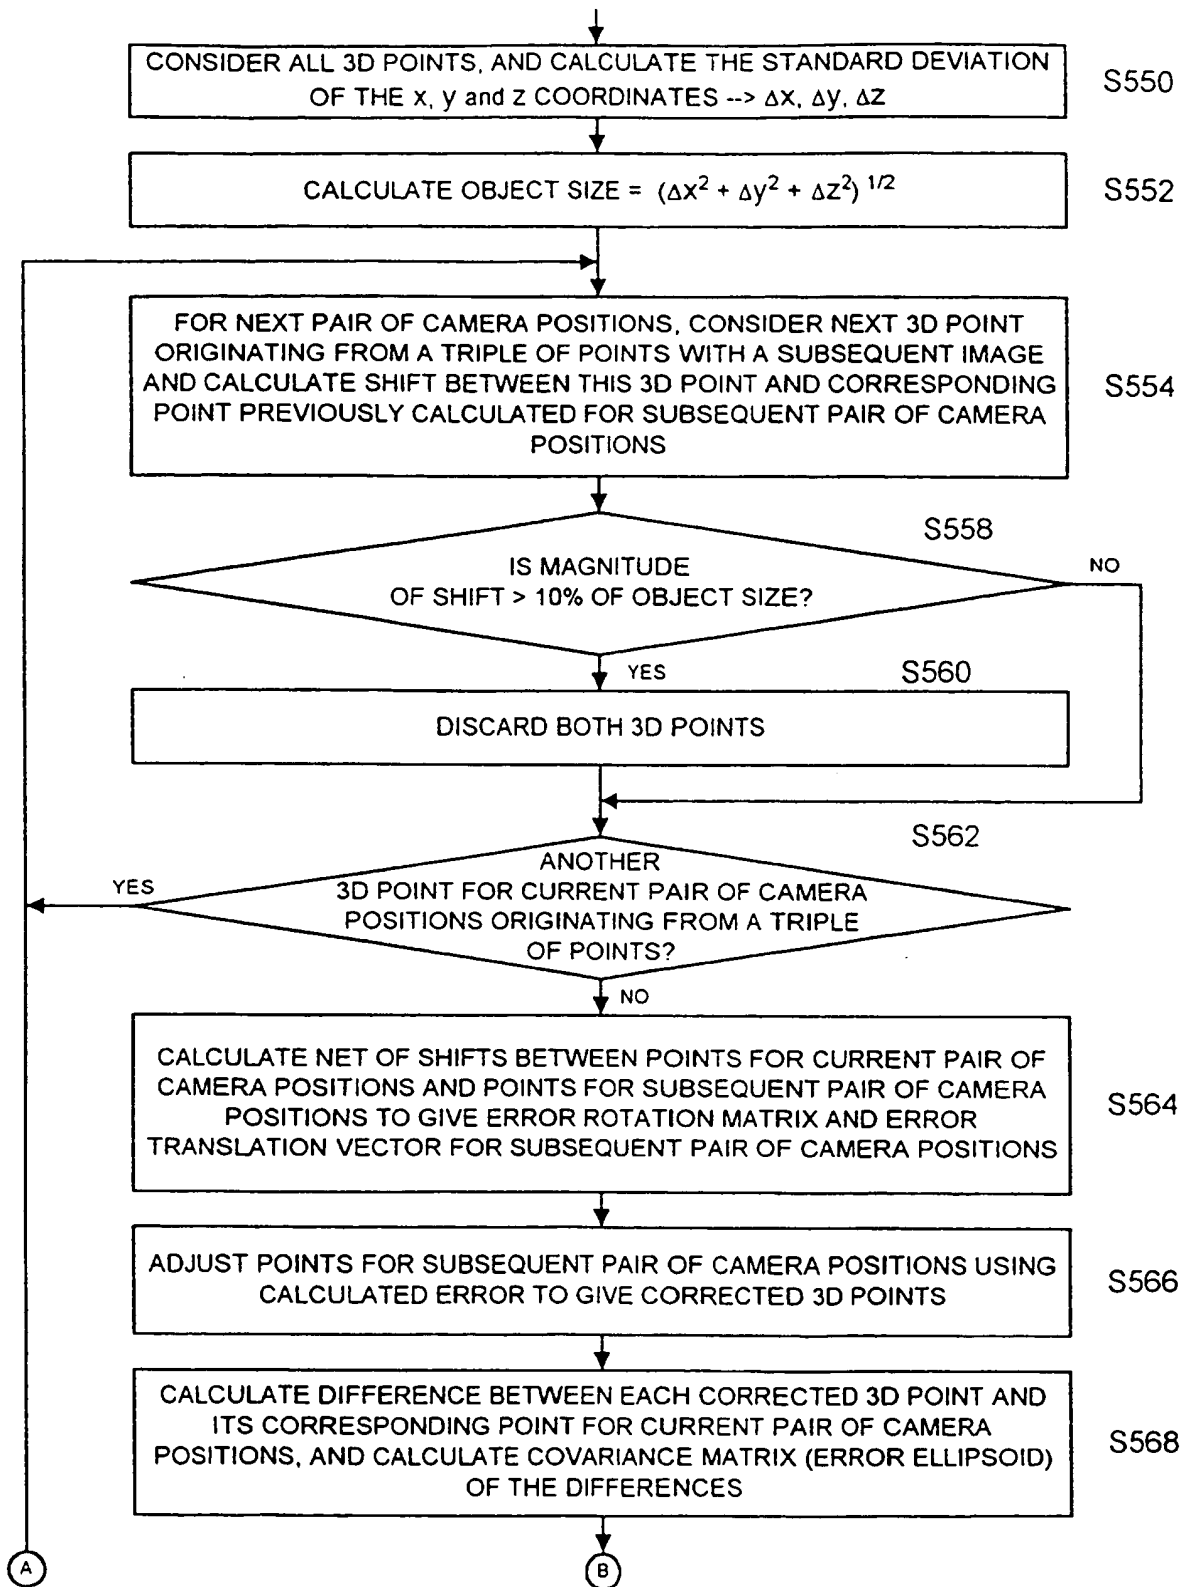 CONSIDER ALL 3D POINTS, AND CALCULATE THE STANDARD DEVIATION
OF THE x, y and z COORDINATES --> Δx, Δy, Δz
S550
CALCULATE OBJECT SIZE = (Δx² + Δy² + Δz²) ¹/²
S552
FOR NEXT PAIR OF CAMERA POSITIONS, CONSIDER NEXT 3D POINT
ORIGINATING FROM A TRIPLE OF POINTS WITH A SUBSEQUENT IMAGE
AND CALCULATE SHIFT BETWEEN THIS 3D POINT AND CORRESPONDING
POINT PREVIOUSLY CALCULATED FOR SUBSEQUENT PAIR OF CAMERA
POSITIONS
S554
S558
IS MAGNITUDE
OF SHIFT > 10% OF OBJECT SIZE?
NO
YES
S560
DISCARD BOTH 3D POINTS
S562
ANOTHER
3D POINT FOR CURRENT PAIR OF CAMERA
POSITIONS ORIGINATING FROM A TRIPLE
OF POINTS?
YES
NO
CALCULATE NET OF SHIFTS BETWEEN POINTS FOR CURRENT PAIR OF
CAMERA POSITIONS AND POINTS FOR SUBSEQUENT PAIR OF CAMERA
POSITIONS TO GIVE ERROR ROTATION MATRIX AND ERROR
TRANSLATION VECTOR FOR SUBSEQUENT PAIR OF CAMERA POSITIONS
S564
ADJUST POINTS FOR SUBSEQUENT PAIR OF CAMERA POSITIONS USING
CALCULATED ERROR TO GIVE CORRECTED 3D POINTS
S566
CALCULATE DIFFERENCE BETWEEN EACH CORRECTED 3D POINT AND
ITS CORRESPONDING POINT FOR CURRENT PAIR OF CAMERA
POSITIONS, AND CALCULATE COVARIANCE MATRIX (ERROR ELLIPSOID)
OF THE DIFFERENCES
S568
A
B